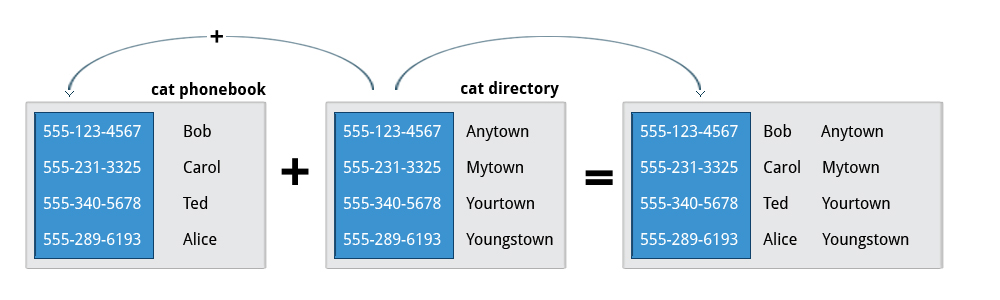 +
cat phonebook
555-123-4567 Bob
555-231-3325 Carol
555-340-5678 Ted
555-289-6193 Alice
+
cat directory
555-123-4567 Anytown
555-231-3325 Mytown
555-340-5678 Yourtown
555-289-6193 Youngstown
=
555-123-4567 Bob Anytown
555-231-3325 Carol Mytown
555-340-5678 Ted Yourtown
555-289-6193 Alice Youngstown